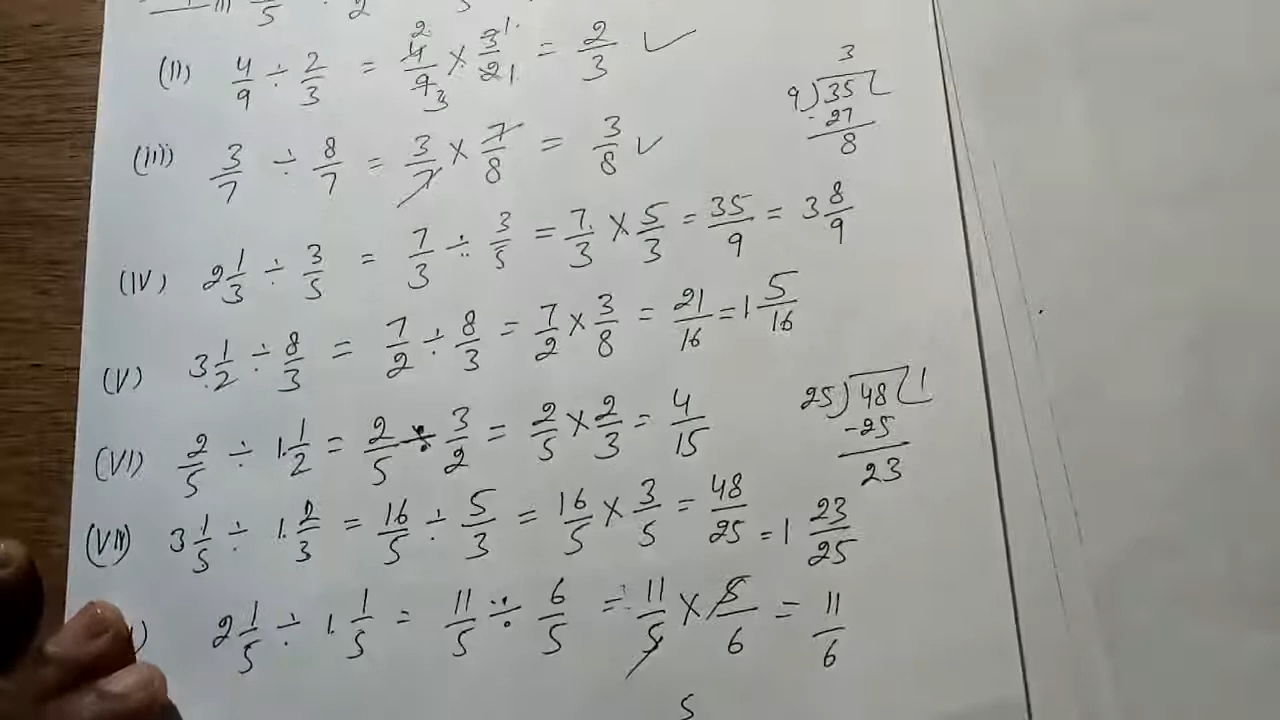 (ii) 4/9 ÷ 2/3 = 4/9 × 3/2 = 2/3 ✓
2 1
3 1
(iii) 3/7 ÷ 8/7 = 3/7 × 7/8 = 3/8 ✓
3
9)35(
-27
8
(iv) 2 1/3 ÷ 3/5 = 7/3 ÷ 3/5 = 7/3 × 5/3 = 35/9 = 3 8/9
(v) 3 1/2 ÷ 8/3 = 7/2 ÷ 8/3 = 7/2 × 3/8 = 21/16 = 1 5/16
(vi) 2/5 ÷ 1 1/2 = 2/5 ÷ 3/2 = 2/5 × 2/3 = 4/15
25)48(1
-25
23
(vii) 3 1/5 ÷ 1 2/3 = 16/5 ÷ 5/3 = 16/5 × 3/5 = 48/25 = 1 23/25
) 2 1/5 ÷ 1 1/5 = 11/5 ÷ 6/5 = 11/5 × 5/6 = 11/6
5